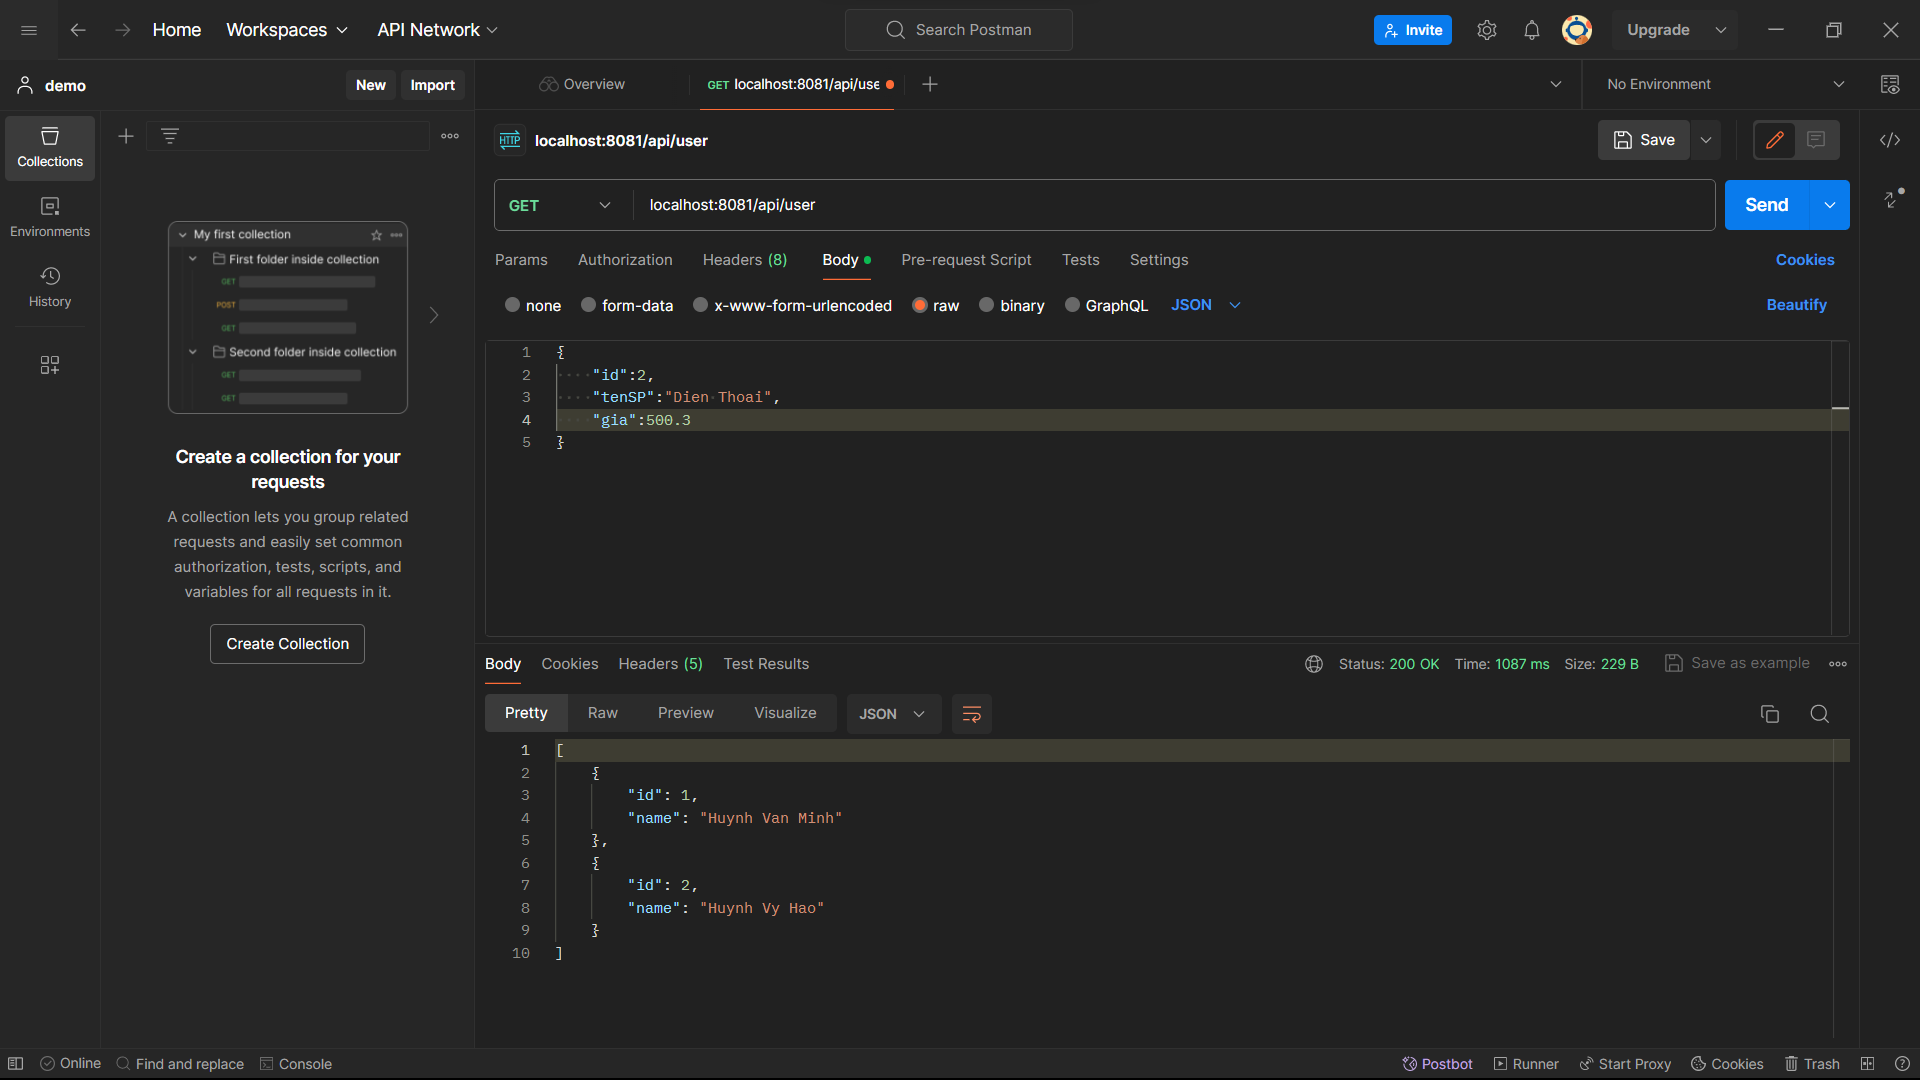 Home Workspaces API Network Search Postman Invite Upgrade
demo New Import Overview GET localhost:8081/api/use No Environment
Collections
Environments
History
My first collection
First folder inside collection
GET
POST
GET
Second folder inside collection
GET
GET
Create a collection for your
requests
A collection lets you group related
requests and easily set common
authorization, tests, scripts, and
variables for all requests in it.
Create Collection
HTTP localhost:8081/api/user Save
GET localhost:8081/api/user Send
Params Authorization Headers (8) Body Pre-request Script Tests Settings Cookies
none form-data x-www-form-urlencoded raw binary GraphQL JSON Beautify
1 {
2 "id":2,
3 "tenSP":"Dien Thoai",
4 "gia":500.3
5 }
Body Cookies Headers (5) Test Results Status: 200 OK Time: 1087 ms Size: 229 B Save as example
Pretty Raw Preview Visualize JSON
1 [
2 {
3 "id": 1,
4 "name": "Huynh Van Minh"
5 },
6 {
7 "id": 2,
8 "name": "Huynh Vy Hao"
9 }
10 ]
Online Find and replace Console Postbot Runner Start Proxy Cookies Trash